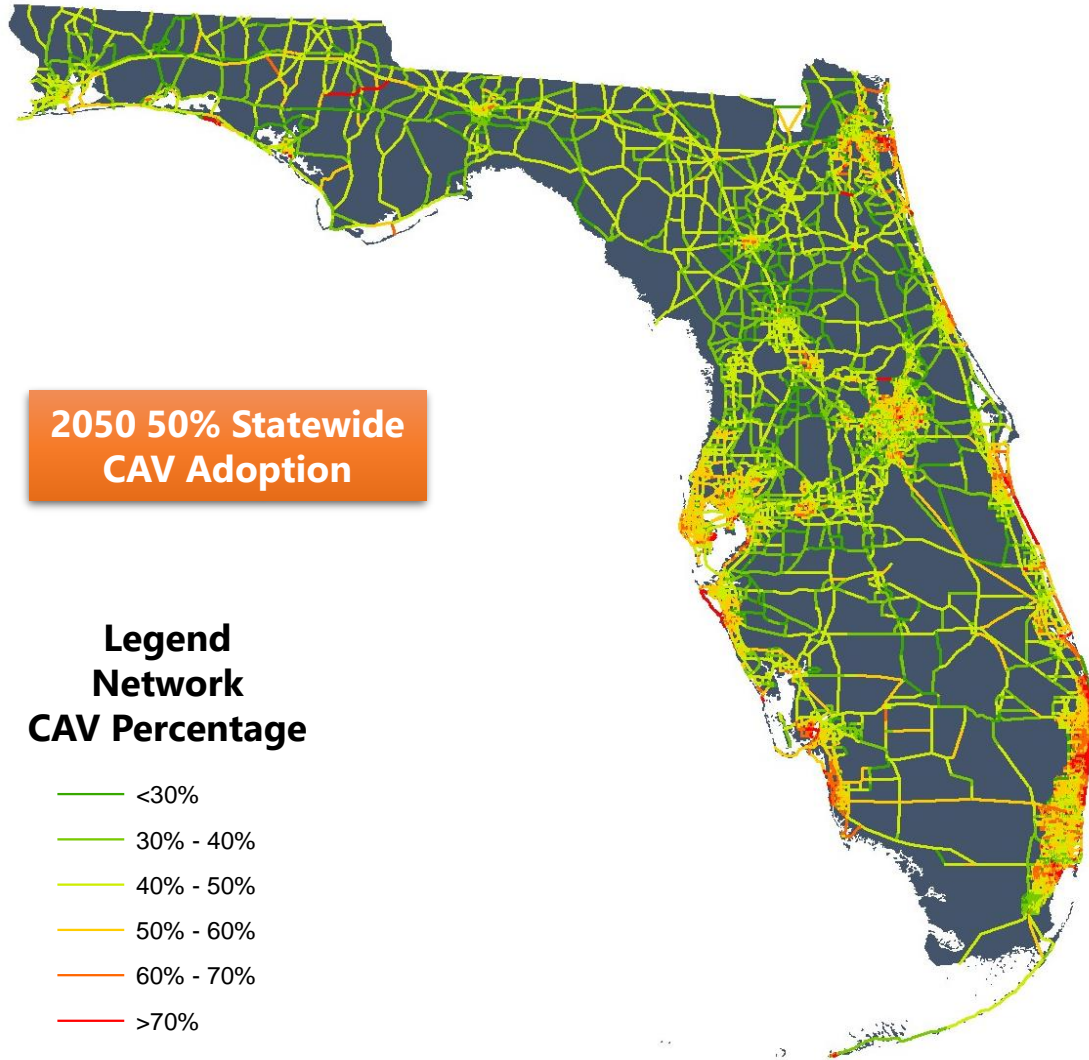 2050 50% Statewide
CAV Adoption
Legend
Network
CAV Percentage
<30%
30% - 40%
40% - 50%
50% - 60%
60% - 70%
>70%